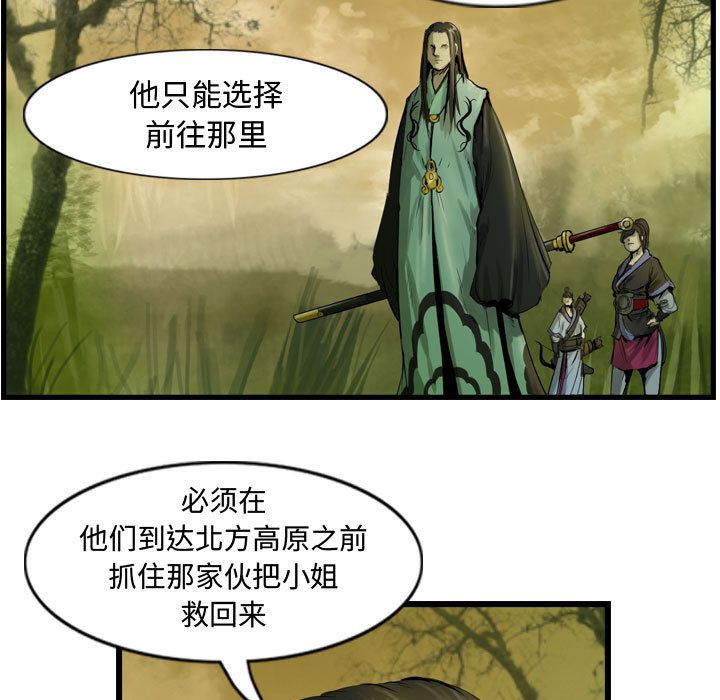 他只能选择
前往那里
必须在
他们到达北方高原之前
抓住那家伙把小姐
救回来